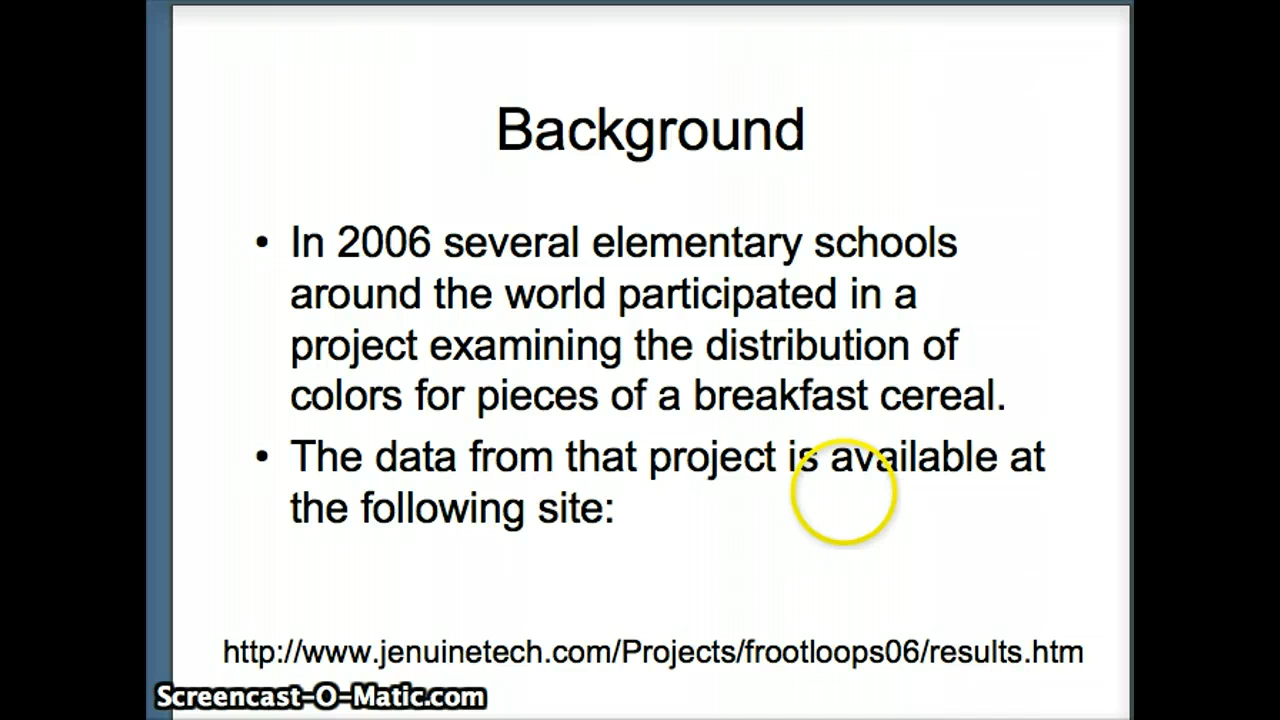 Background
• In 2006 several elementary schools
around the world participated in a
project examining the distribution of
colors for pieces of a breakfast cereal.
• The data from that project is available at
the following site:
http://www.jenuinetech.com/Projects/frootloops06/results.htm
Screencast-O-Matic.com